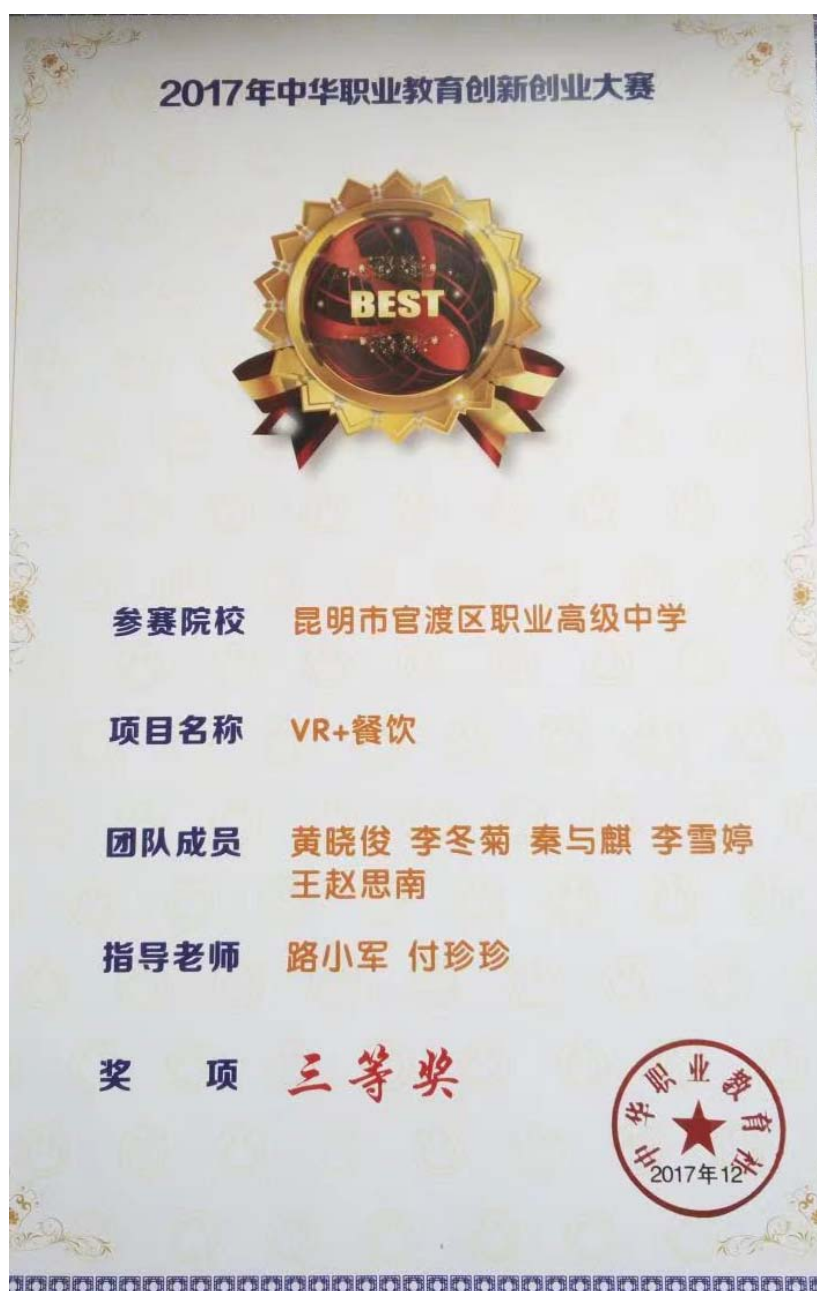 2017年中华职业教育创新创业大赛
BEST
参赛院校 昆明市官渡区职业高级中学
项目名称 VR+餐饮
团队成员 黄晓俊 李冬菊 秦与麒 李雪婷
王赵思南
指导老师 路小军 付珍珍
奖 项 三等奖
中华职业教育社
2017年12